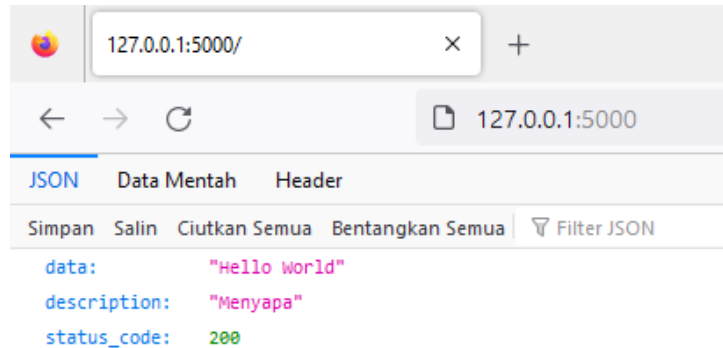 127.0.0.1:5000/
127.0.0.1:5000
JSON Data Mentah Header
Simpan Salin Ciutkan Semua Bentangkan Semua Filter JSON
data: "Hello World"
description: "Menyapa"
status_code: 200